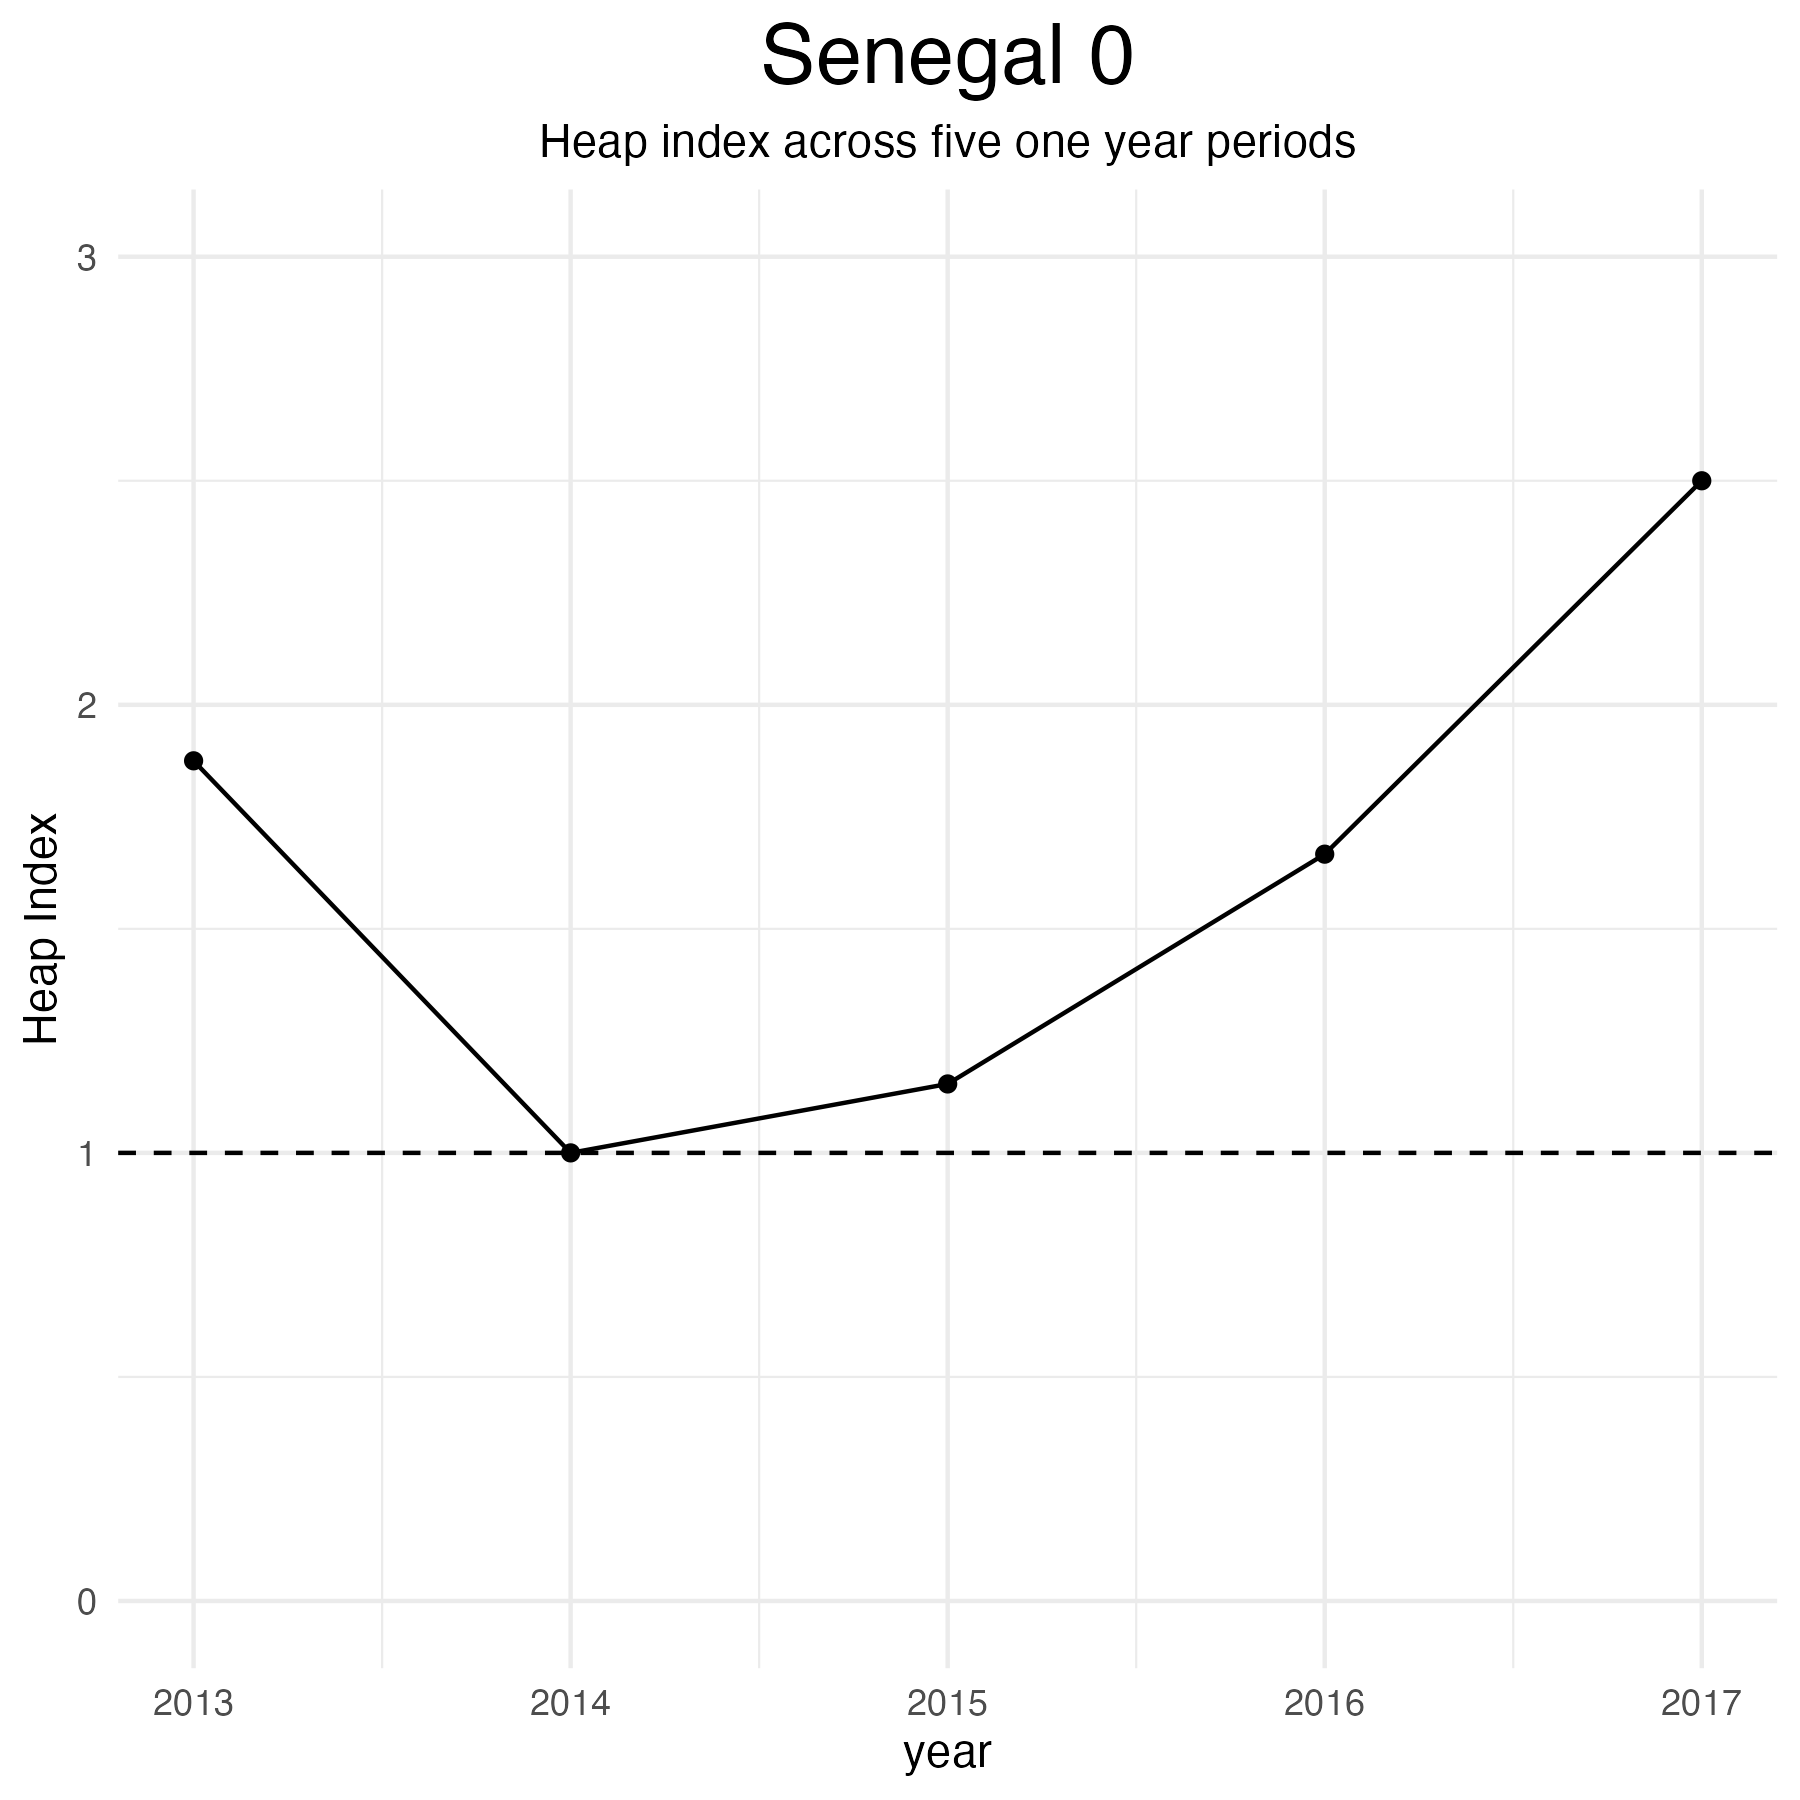 Senegal 0
Heap index across five one year periods
3
2
1
0
Heap Index
2013 2014 2015 2016 2017
year